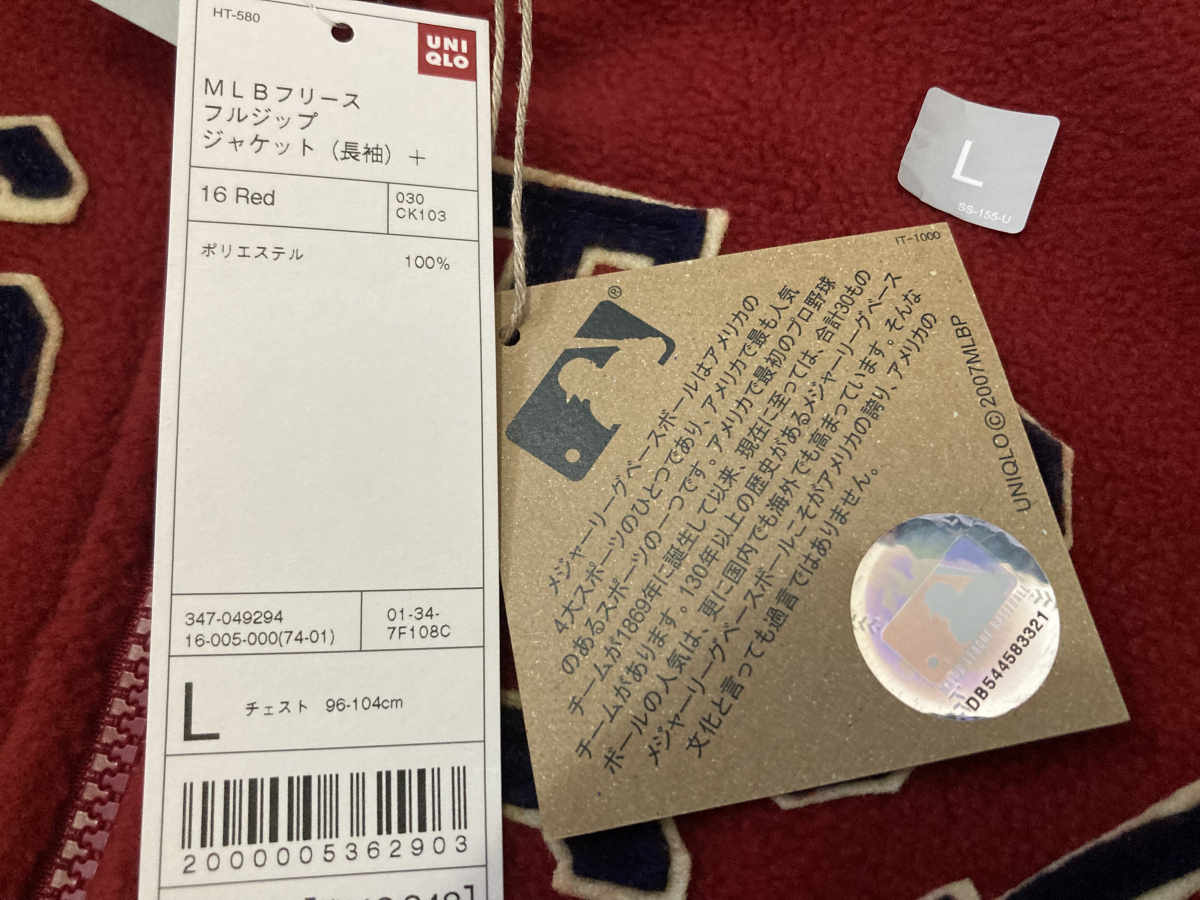 HT-580
UNI
QLO
MLBフリース
フルジップ
ジャケット（長袖）＋
16 Red
030
CK103
ポリエステル 100%
347-049294
16-005-000(74-01)
01-34-
7F108C
L チェスト 96-104cm
2000005362903
L
SS-155-U
IT-1000
®
メジャーリーグベースボールはアメリカの
4大スポーツのひとつであり、アメリカで最も人気
のあるスポーツの一つです。アメリカで最初のプロ野球
チームが1869年に誕生して以来、現在に至っては、合計30もの
チームがあります。130年以上の歴史があるメジャーリーグベース
ボールの人気は、更に国内でも海外でも高まっています。そんな
メジャーリーグベースボールこそがアメリカの誇り、アメリカの
文化と言っても過言ではありません。
UNIQLO © 2007MLBP
MAJOR LEAGUE BASEBALL
DB544583321